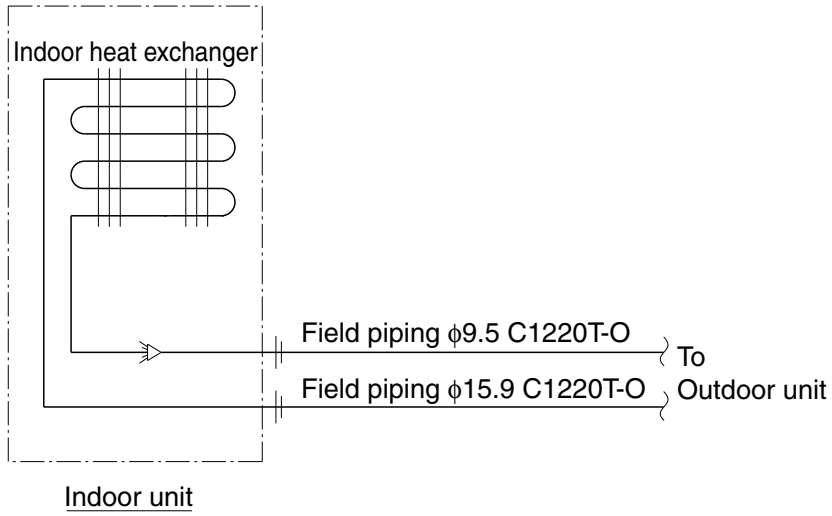 Indoor heat exchanger
Field piping ϕ9.5 C1220T-O
To
Outdoor unit
Field piping ϕ15.9 C1220T-O
Indoor unit